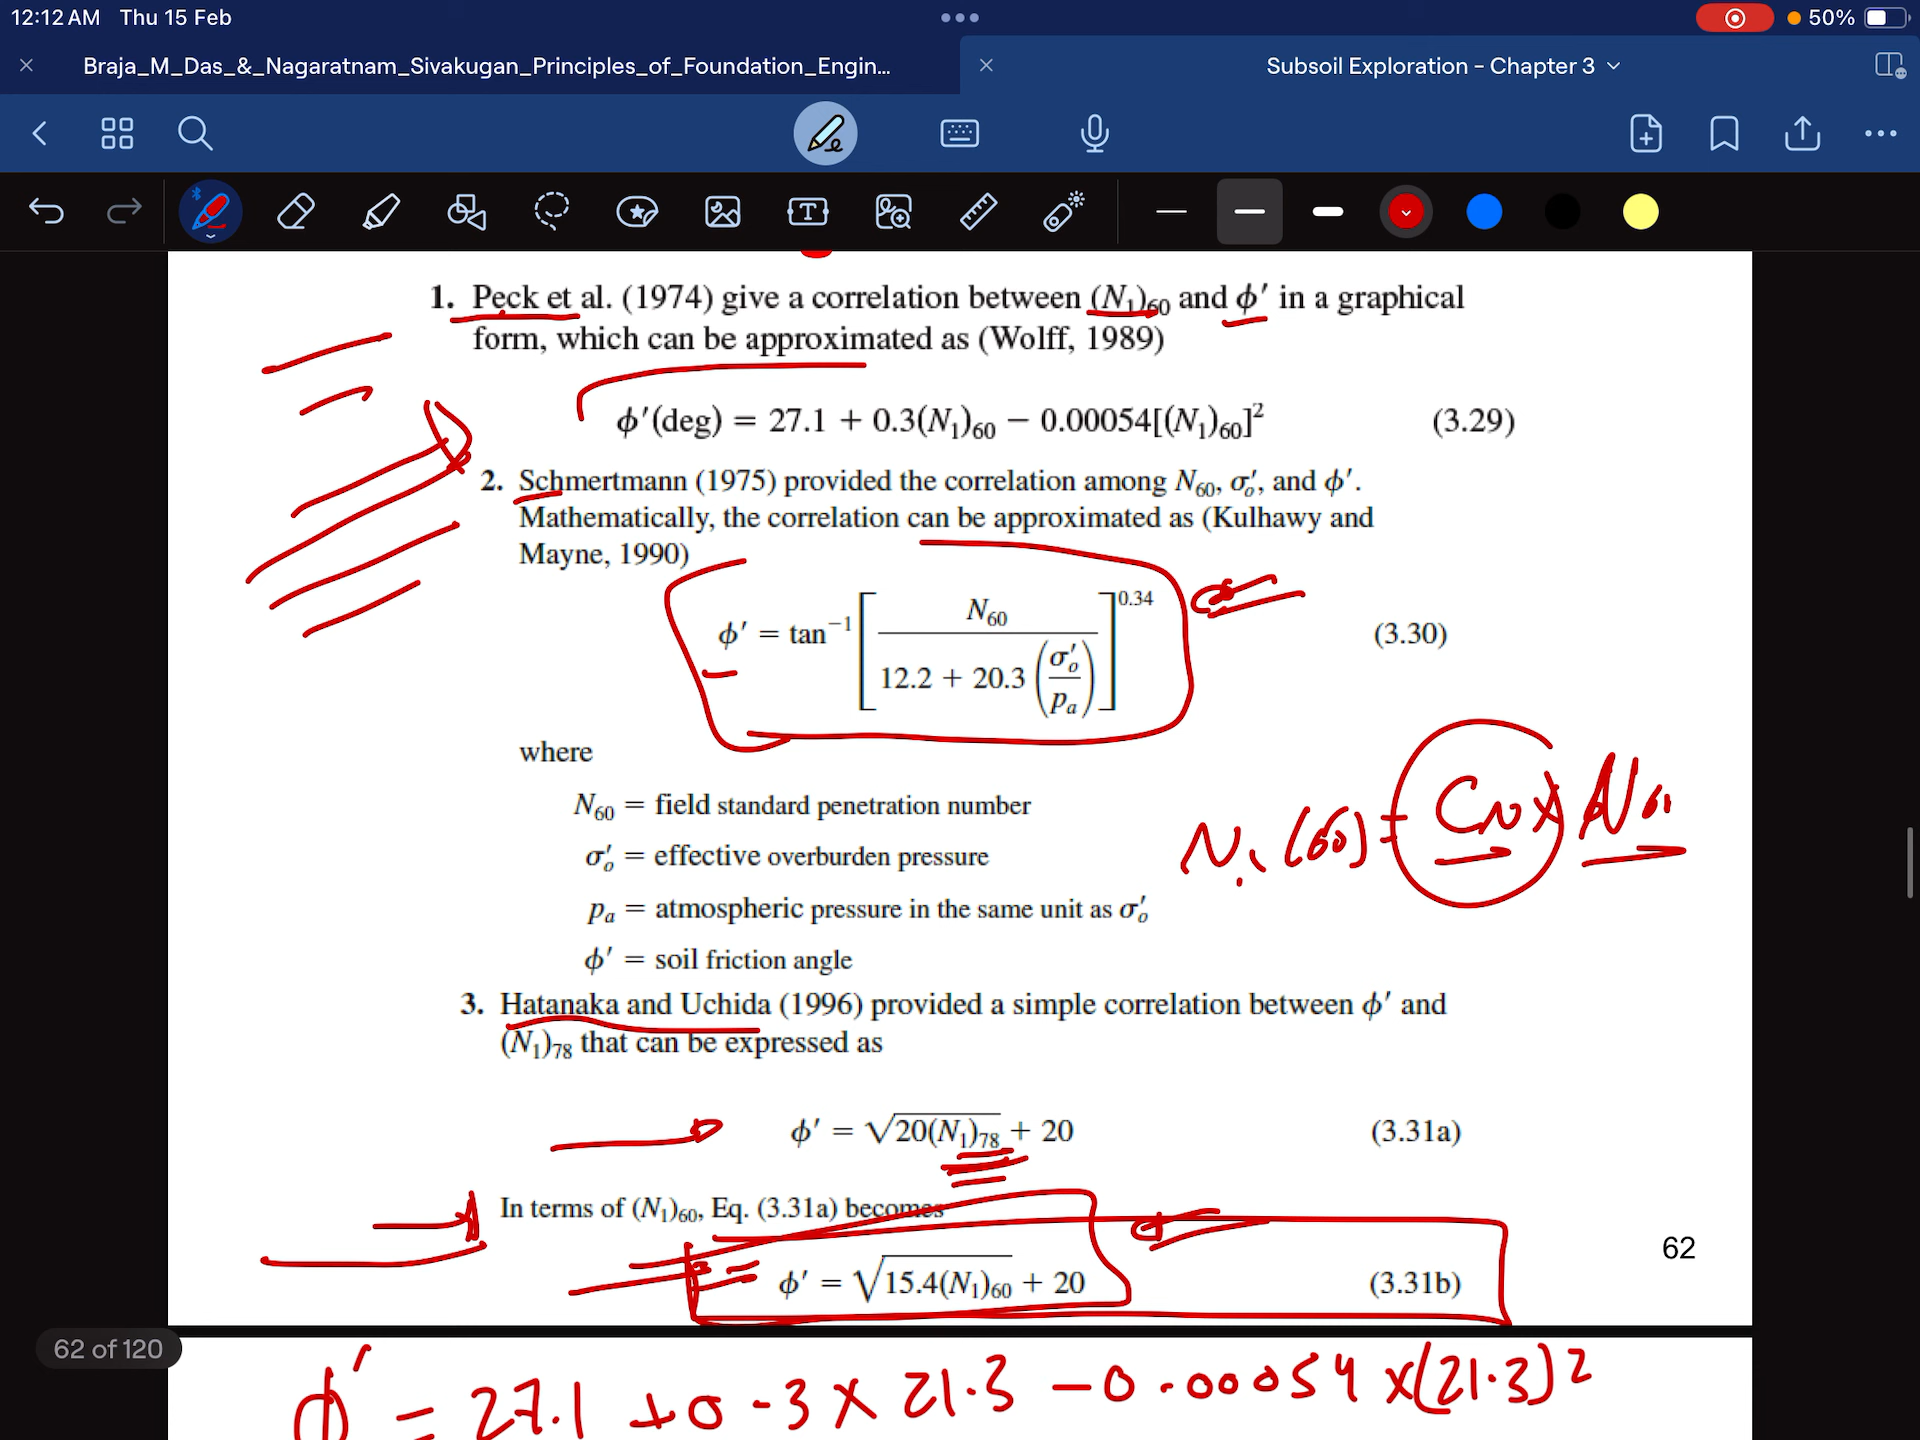 12:12 AM Thu 15 Feb
50%
Braja_M_Das_&_Nagaratnam_Sivakugan_Principles_of_Foundation_Engin...
Subsoil Exploration - Chapter 3
1. Peck et al. (1974) give a correlation between (N₁)₆₀ and ϕ′ in a graphical
form, which can be approximated as (Wolff, 1989)
ϕ′(deg) = 27.1 + 0.3(N₁)₆₀ − 0.00054[(N₁)₆₀]² (3.29)
2. Schmertmann (1975) provided the correlation among N₆₀, σ′ₒ, and ϕ′.
Mathematically, the correlation can be approximated as (Kulhawy and
Mayne, 1990)
ϕ′ = tan⁻¹ [N₆₀ / (12.2 + 20.3 (σ′ₒ / pₐ))]^0.34 (3.30)
where
N₆₀ = field standard penetration number
σ′ₒ = effective overburden pressure
pₐ = atmospheric pressure in the same unit as σ′ₒ
ϕ′ = soil friction angle
N₁(60) = CN × N₆₀
3. Hatanaka and Uchida (1996) provided a simple correlation between ϕ′ and
(N₁)₇₈ that can be expressed as
ϕ′ = √20(N₁)₇₈ + 20 (3.31a)
In terms of (N₁)₆₀, Eq. (3.31a) becomes
62
ϕ′ = √15.4(N₁)₆₀ + 20 (3.31b)
62 of 120
ϕ′ = 27.1 + 0.3 × 21.3 − 0.00054 × (21.3)2